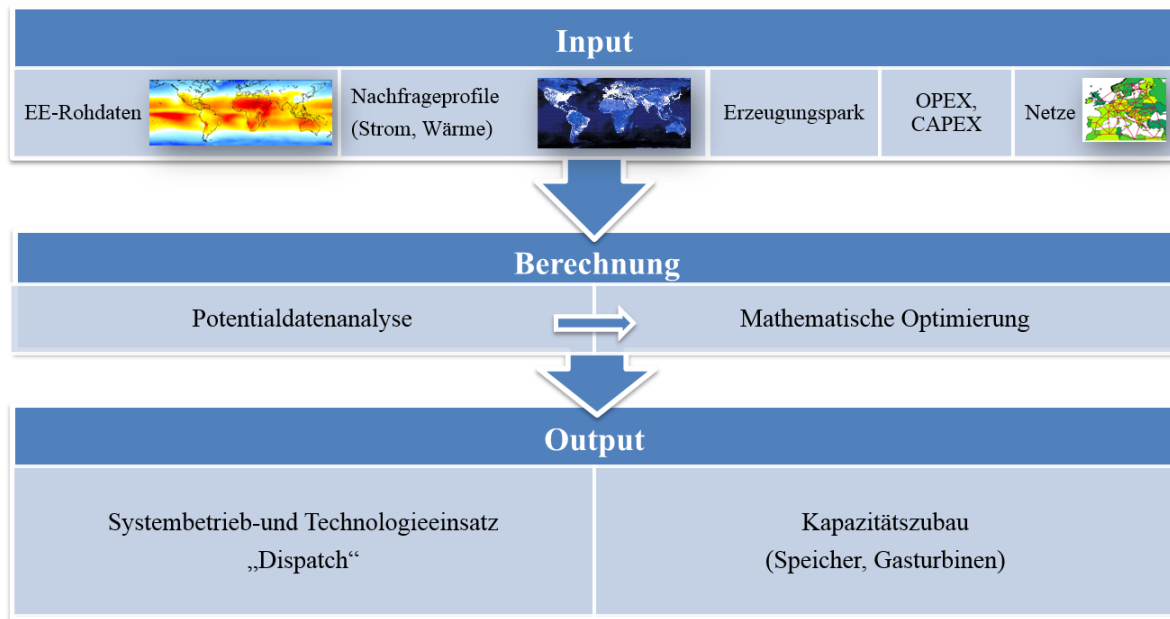 Input
EE-Rohdaten
Nachfrageprofile
(Strom, Wärme)
Erzeugungspark
OPEX,
CAPEX
Netze
Berechnung
Potentialdatenanalyse
Mathematische Optimierung
Output
Systembetrieb-und Technologieeinsatz
„Dispatch“
Kapazitätszubau
(Speicher, Gasturbinen)